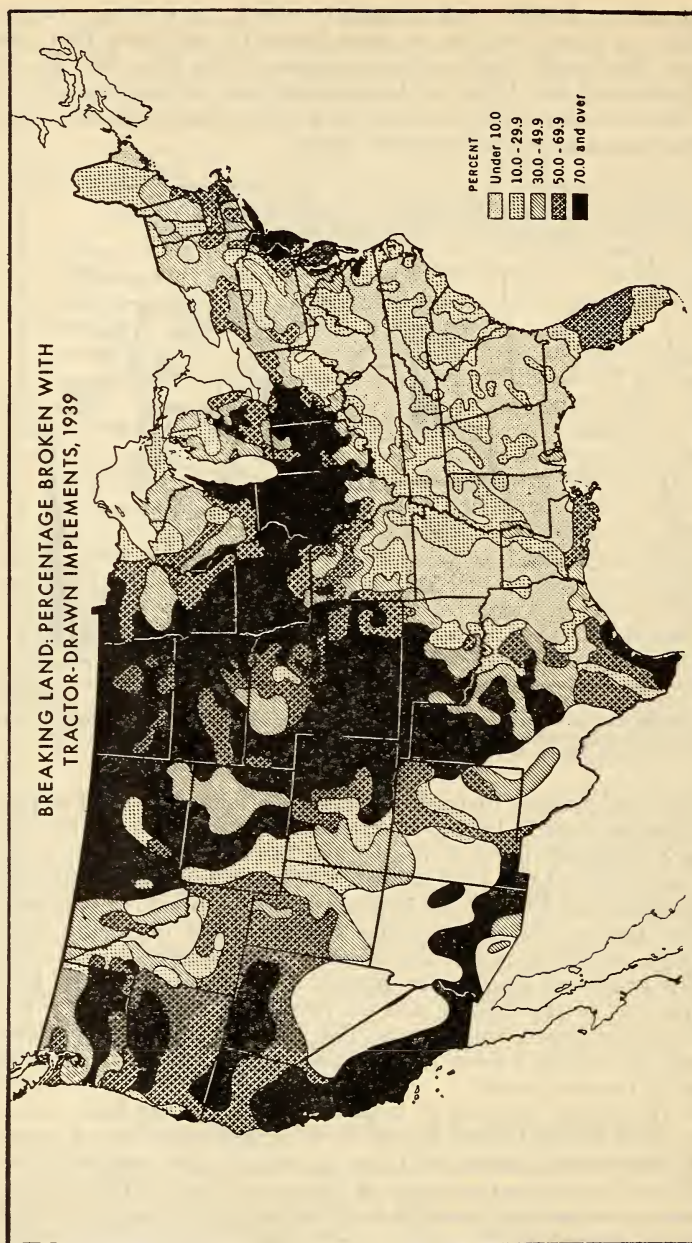 BREAKING LAND: PERCENTAGE BROKEN WITH
TRACTOR-DRAWN IMPLEMENTS, 1939
PERCENT
Under 10.0
10.0 - 29.9
30.0 - 49.9
50.0 - 69.9
70.0 and over